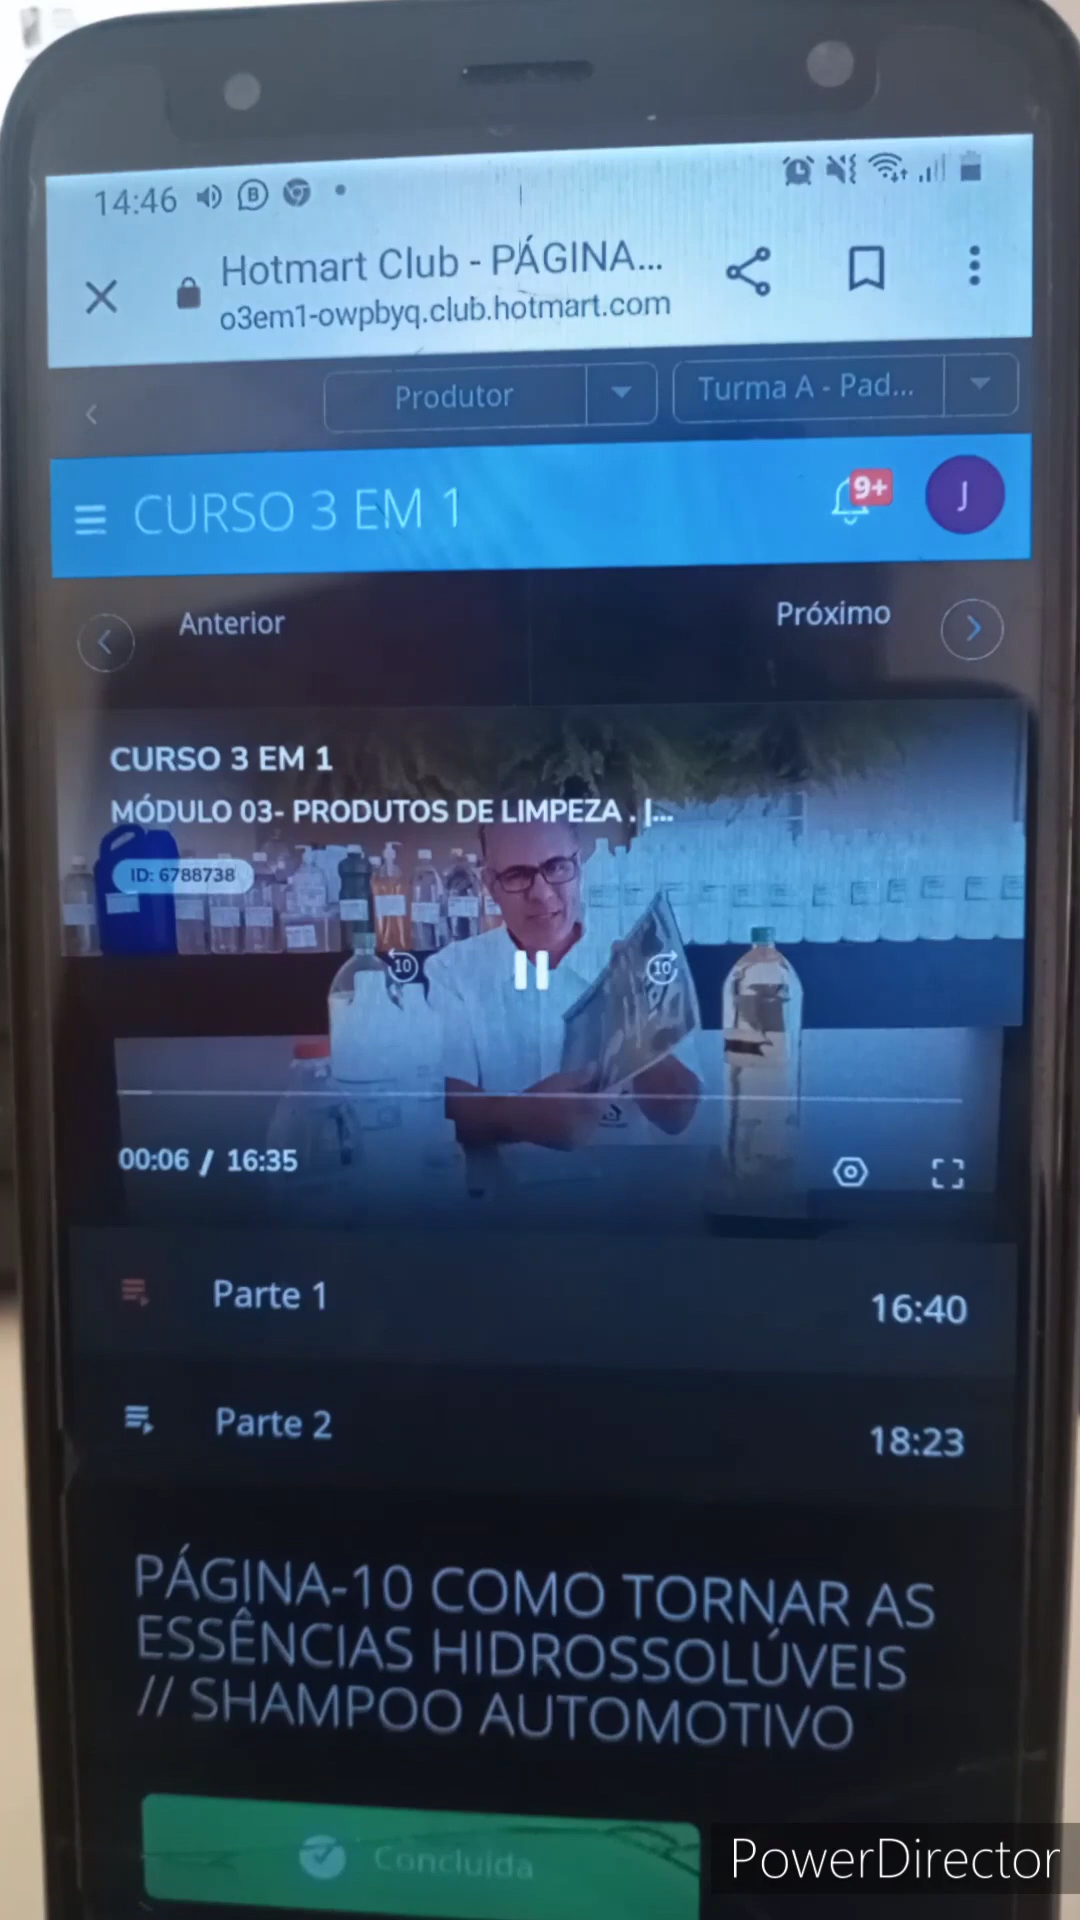 14:46
Hotmart Club - PÁGINA...
o3em1-owpbyq.club.hotmart.com
Produtor
Turma A - Pad...
CURSO 3 EM 1
9+
J
Anterior
Próximo
CURSO 3 EM 1
MÓDULO 03- PRODUTOS DE LIMPEZA . |...
ID: 6788738
10
10
00:06 / 16:35
Parte 1
16:40
Parte 2
18:23
PÁGINA-10 COMO TORNAR AS
ESSÊNCIAS HIDROSSOLÚVEIS
// SHAMPOO AUTOMOTIVO
Concluída
PowerDirector